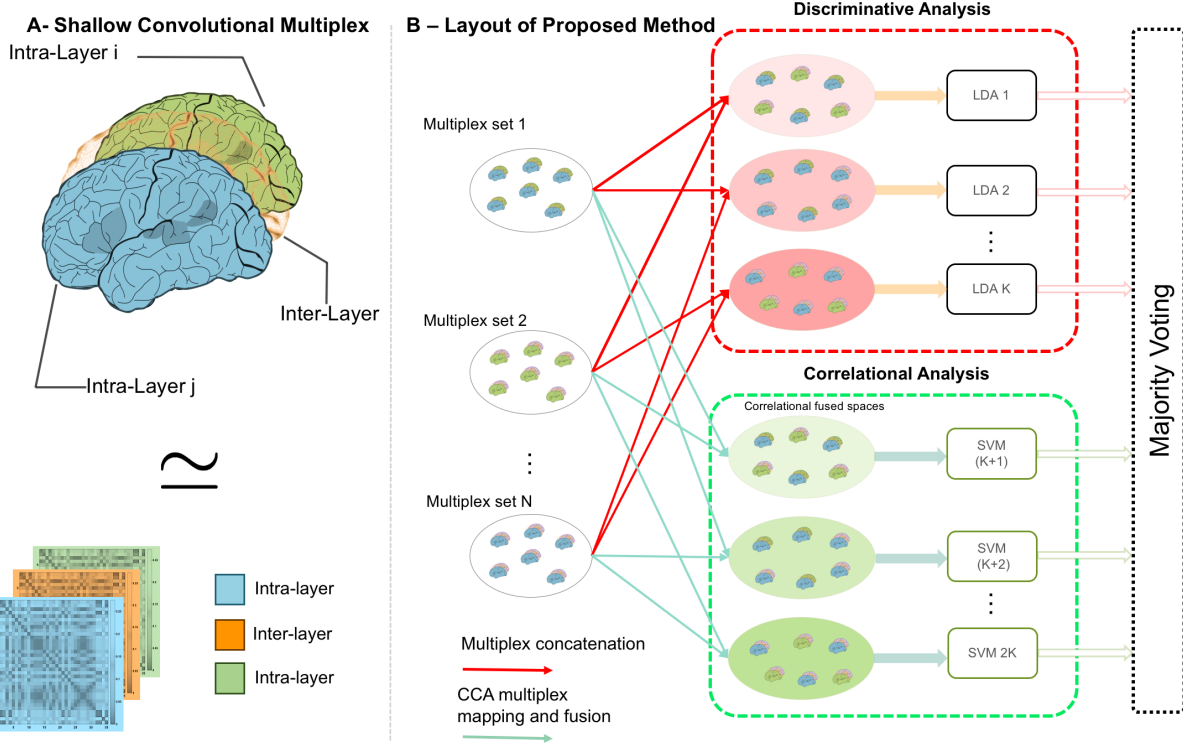 A- Shallow Convolutional Multiplex
Intra-Layer i
Inter-Layer
Intra-Layer j
≃
Intra-layer
Inter-layer
Intra-layer
B – Layout of Proposed Method
Multiplex set 1
Multiplex set 2
⋮
Multiplex set N
Multiplex concatenation
CCA multiplex
mapping and fusion
Discriminative Analysis
LDA 1
LDA 2
⋮
LDA K
Correlational Analysis
Correlational fused spaces
SVM
(K+1)
SVM
(K+2)
⋮
SVM 2K
Majority Voting